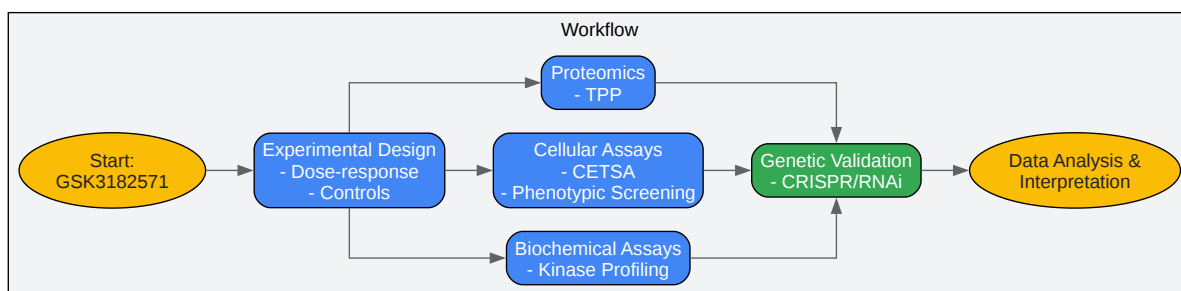 Workflow
Start:
GSK3182571
Experimental Design
- Dose-response
- Controls
Proteomics
- TPP
Cellular Assays
- CETSA
- Phenotypic Screening
Biochemical Assays
- Kinase Profiling
Genetic Validation
- CRISPR/RNAi
Data Analysis &
Interpretation